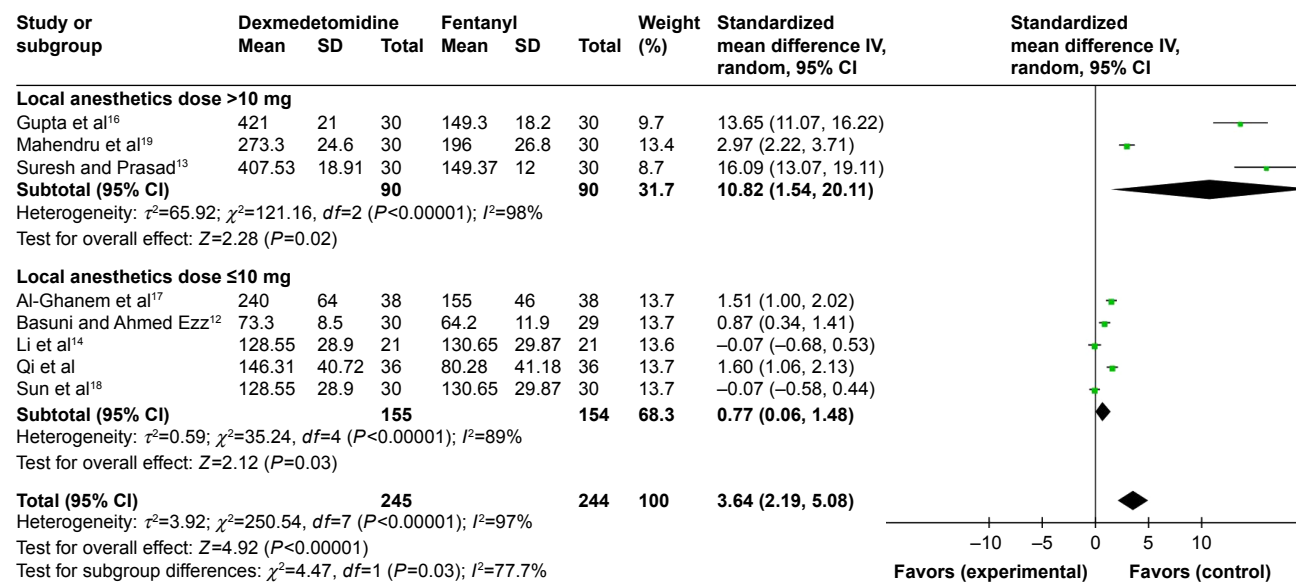 Study or subgroup Dexmedetomidine Fentanyl Weight (%) Standardized mean difference IV, random, 95% CI Standardized mean difference IV, random, 95% CI
Mean SD Total Mean SD Total
Local anesthetics dose >10 mg
Gupta et al¹⁶ 421 21 30 149.3 18.2 30 9.7 13.65 (11.07, 16.22)
Mahendru et al¹⁹ 273.3 24.6 30 196 26.8 30 13.4 2.97 (2.22, 3.71)
Suresh and Prasad¹³ 407.53 18.91 30 149.37 12 30 8.7 16.09 (13.07, 19.11)
Subtotal (95% CI) 90 90 31.7 10.82 (1.54, 20.11)
Heterogeneity: τ²=65.92; χ²=121.16, df=2 (P<0.00001); I²=98%
Test for overall effect: Z=2.28 (P=0.02)
Local anesthetics dose ≤10 mg
Al-Ghanem et al¹⁷ 240 64 38 155 46 38 13.7 1.51 (1.00, 2.02)
Basuni and Ahmed Ezz¹² 73.3 8.5 30 64.2 11.9 29 13.7 0.87 (0.34, 1.41)
Li et al¹⁴ 128.55 28.9 21 130.65 29.87 21 13.6 –0.07 (–0.68, 0.53)
Qi et al 146.31 40.72 36 80.28 41.18 36 13.7 1.60 (1.06, 2.13)
Sun et al¹⁸ 128.55 28.9 30 130.65 29.87 30 13.7 –0.07 (–0.58, 0.44)
Subtotal (95% CI) 155 154 68.3 0.77 (0.06, 1.48)
Heterogeneity: τ²=0.59; χ²=35.24, df=4 (P<0.00001); I²=89%
Test for overall effect: Z=2.12 (P=0.03)
Total (95% CI) 245 244 100 3.64 (2.19, 5.08)
Heterogeneity: τ²=3.92; χ²=250.54, df=7 (P<0.00001); I²=97%
Test for overall effect: Z=4.92 (P<0.00001)
Test for subgroup differences: χ²=4.47, df=1 (P=0.03); I²=77.7%
–10 –5 0 5 10
Favors (experimental) Favors (control)